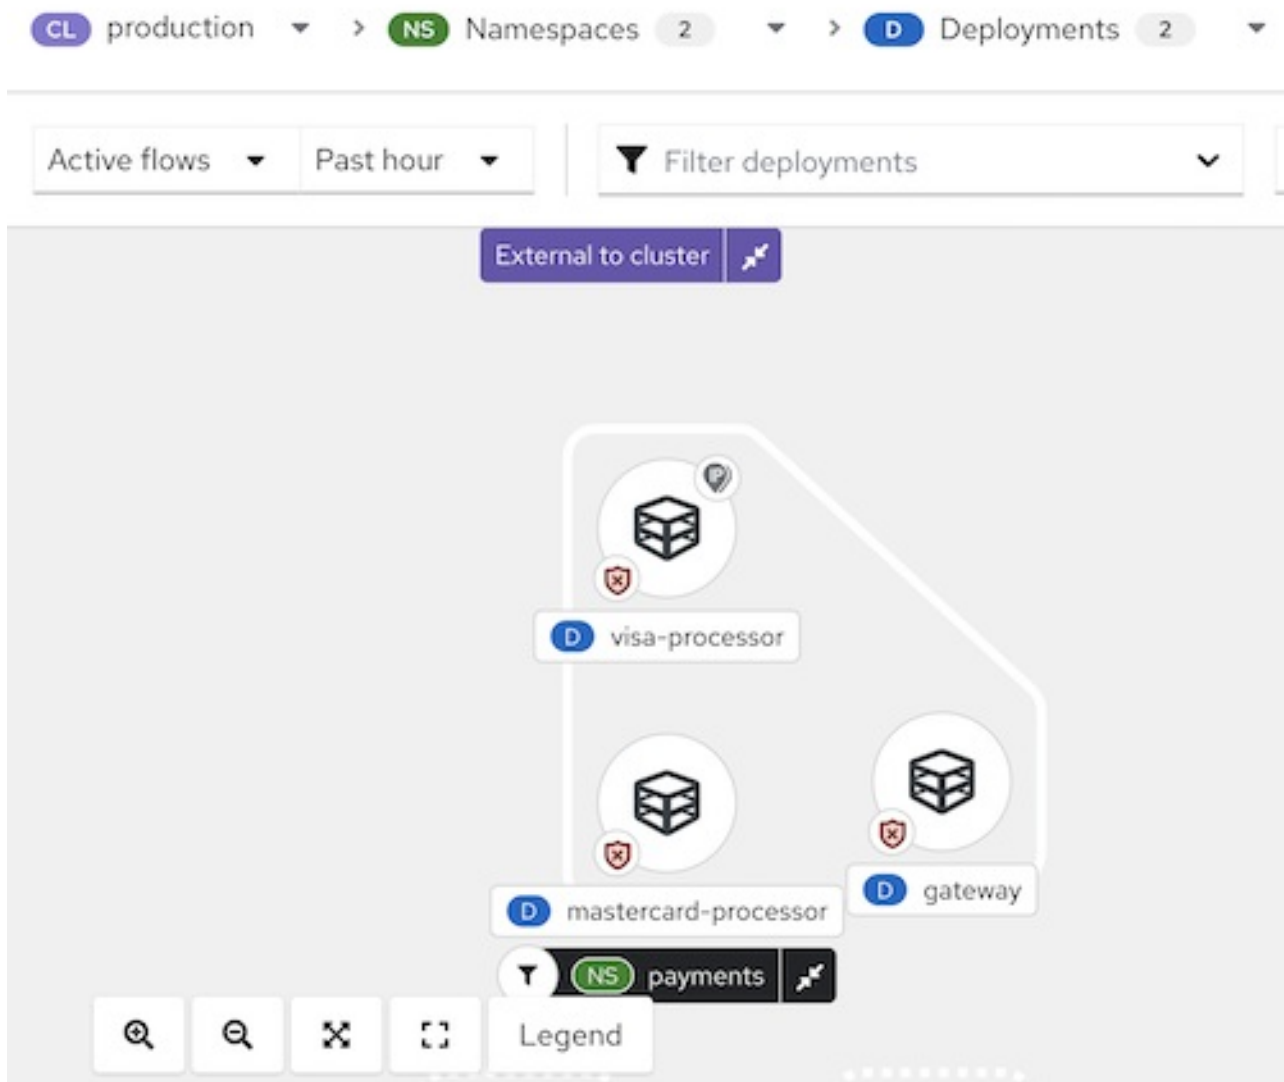 CL production NS Namespaces 2 D Deployments 2
Active flows Past hour Filter deployments
External to cluster
P
D visa-processor
D gateway
D mastercard-processor
NS payments
Legend